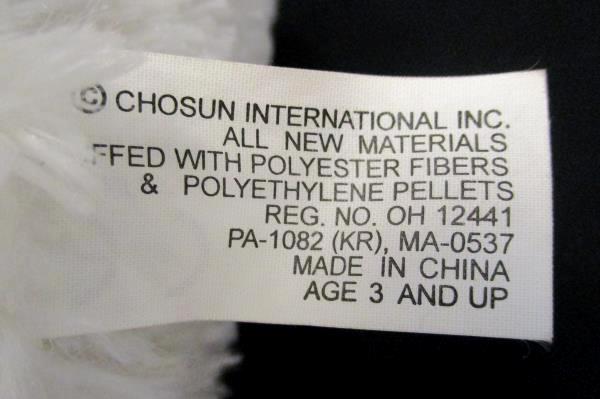 © CHOSUN INTERNATIONAL INC.
ALL NEW MATERIALS
FFED WITH POLYESTER FIBERS
& POLYETHYLENE PELLETS
REG. NO. OH 12441
PA-1082 (KR), MA-0537
MADE IN CHINA
AGE 3 AND UP